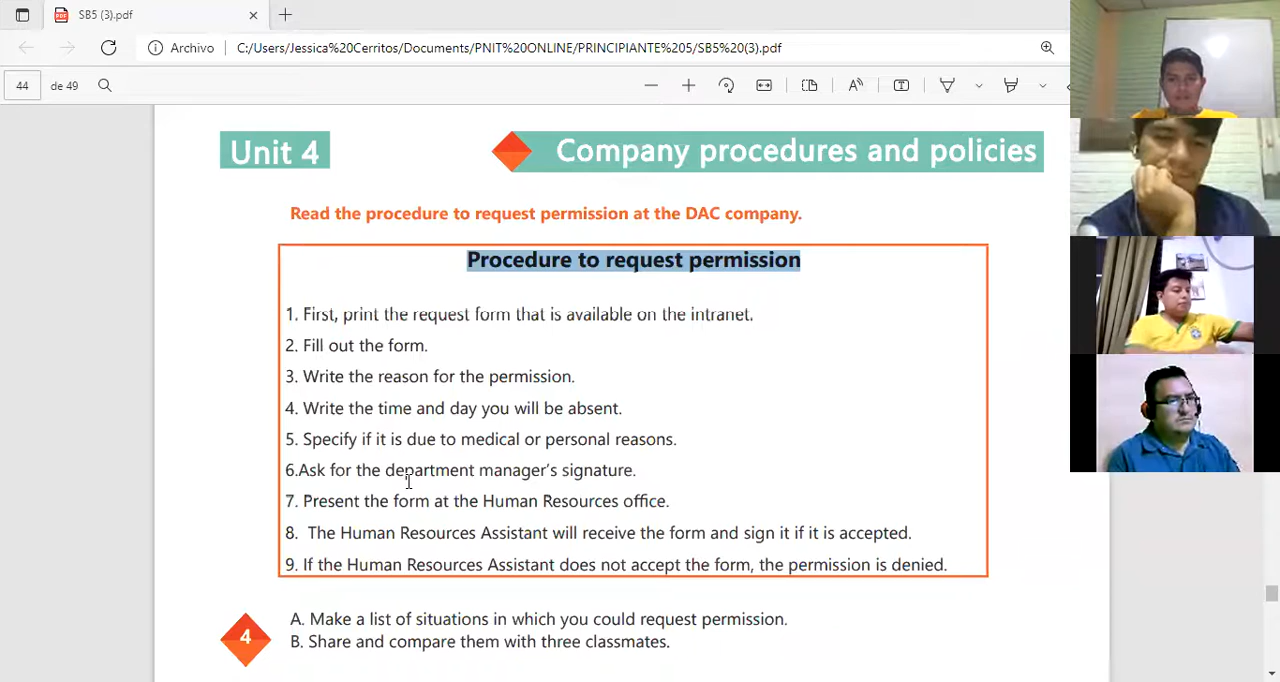 SB5 (3).pdf
Archivo
C:/Users/Jessica%20Cerritos/Documents/PNIT%20ONLINE/PRINCIPIANTE%205/SB5%20(3).pdf
44
de 49
Unit 4
Company procedures and policies
Read the procedure to request permission at the DAC company.
Procedure to request permission
1. First, print the request form that is available on the intranet.
2. Fill out the form.
3. Write the reason for the permission.
4. Write the time and day you will be absent.
5. Specify if it is due to medical or personal reasons.
6.Ask for the department manager's signature.
7. Present the form at the Human Resources office.
8. The Human Resources Assistant will receive the form and sign it if it is accepted.
9. If the Human Resources Assistant does not accept the form, the permission is denied.
4
A. Make a list of situations in which you could request permission.
B. Share and compare them with three classmates.